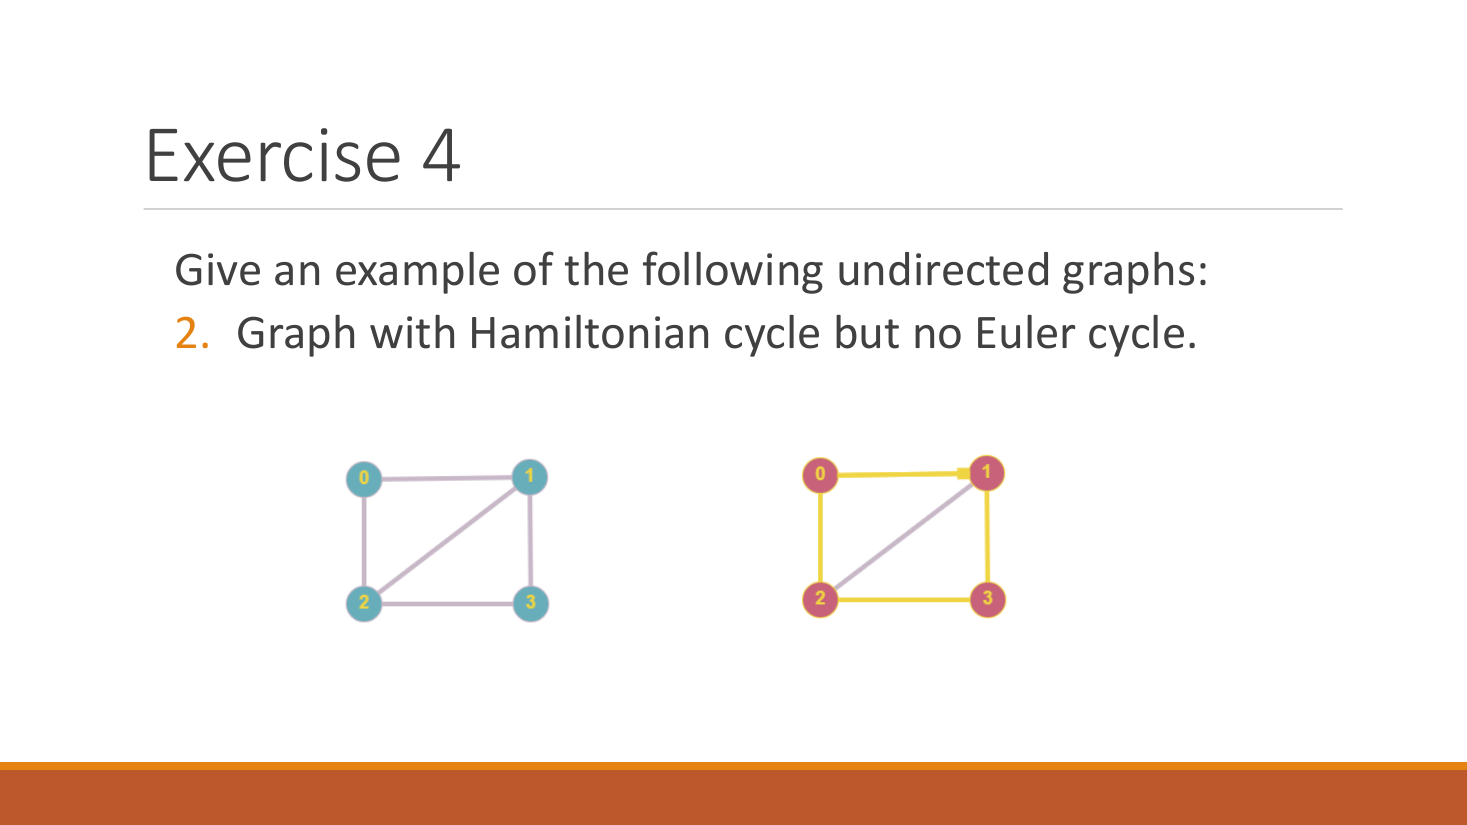 Exercise 4
Give an example of the following undirected graphs:
2. Graph with Hamiltonian cycle but no Euler cycle.
0 1
2 3
0 1
2 3